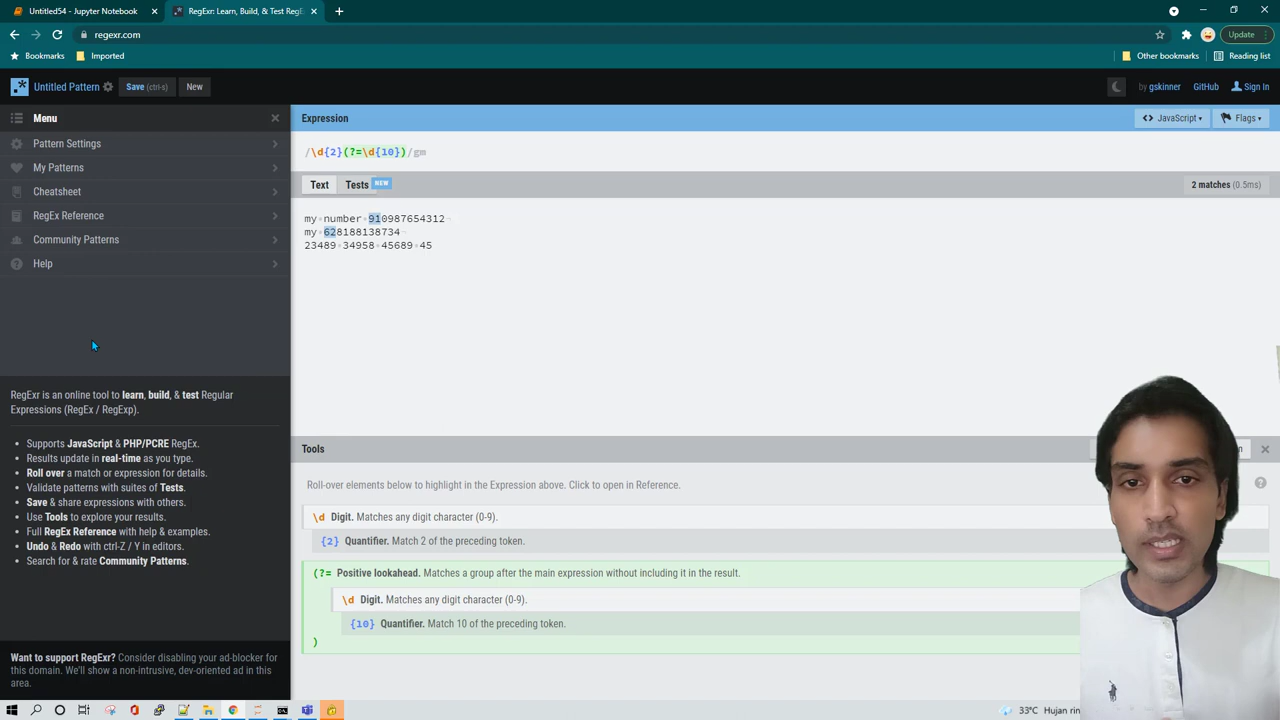 Untitled54 - Jupyter Notebook
RegExr: Learn, Build, & Test RegE
regexr.com
Update
Bookmarks
Imported
Other bookmarks
Reading list
Untitled Pattern
Save (ctrl-s)
New
by gskinner
GitHub
Sign In
Menu
Pattern Settings
My Patterns
Cheatsheet
RegEx Reference
Community Patterns
Help
RegExr is an online tool to learn, build, & test Regular
Expressions (RegEx / RegExp).
Supports JavaScript & PHP/PCRE RegEx.
Results update in real-time as you type.
Roll over a match or expression for details.
Validate patterns with suites of Tests.
Save & share expressions with others.
Use Tools to explore your results.
Full RegEx Reference with help & examples.
Undo & Redo with ctrl-Z / Y in editors.
Search for & rate Community Patterns.
Want to support RegExr? Consider disabling your ad-blocker for
this domain. We'll show a non-intrusive, dev-oriented ad in this
area.
Expression
<> JavaScript
Flags
/\d{2}(?=\d{10})/gm
Text
Tests NEW
2 matches (0.5ms)
my number 910987654312
my 628188138734
23489 34958 45689 45
Tools
Roll-over elements below to highlight in the Expression above. Click to open in Reference.
\d Digit. Matches any digit character (0-9).
{2} Quantifier. Match 2 of the preceding token.
(?= Positive lookahead. Matches a group after the main expression without including it in the result.
\d Digit. Matches any digit character (0-9).
{10} Quantifier. Match 10 of the preceding token.
)
33°C Hujan rin